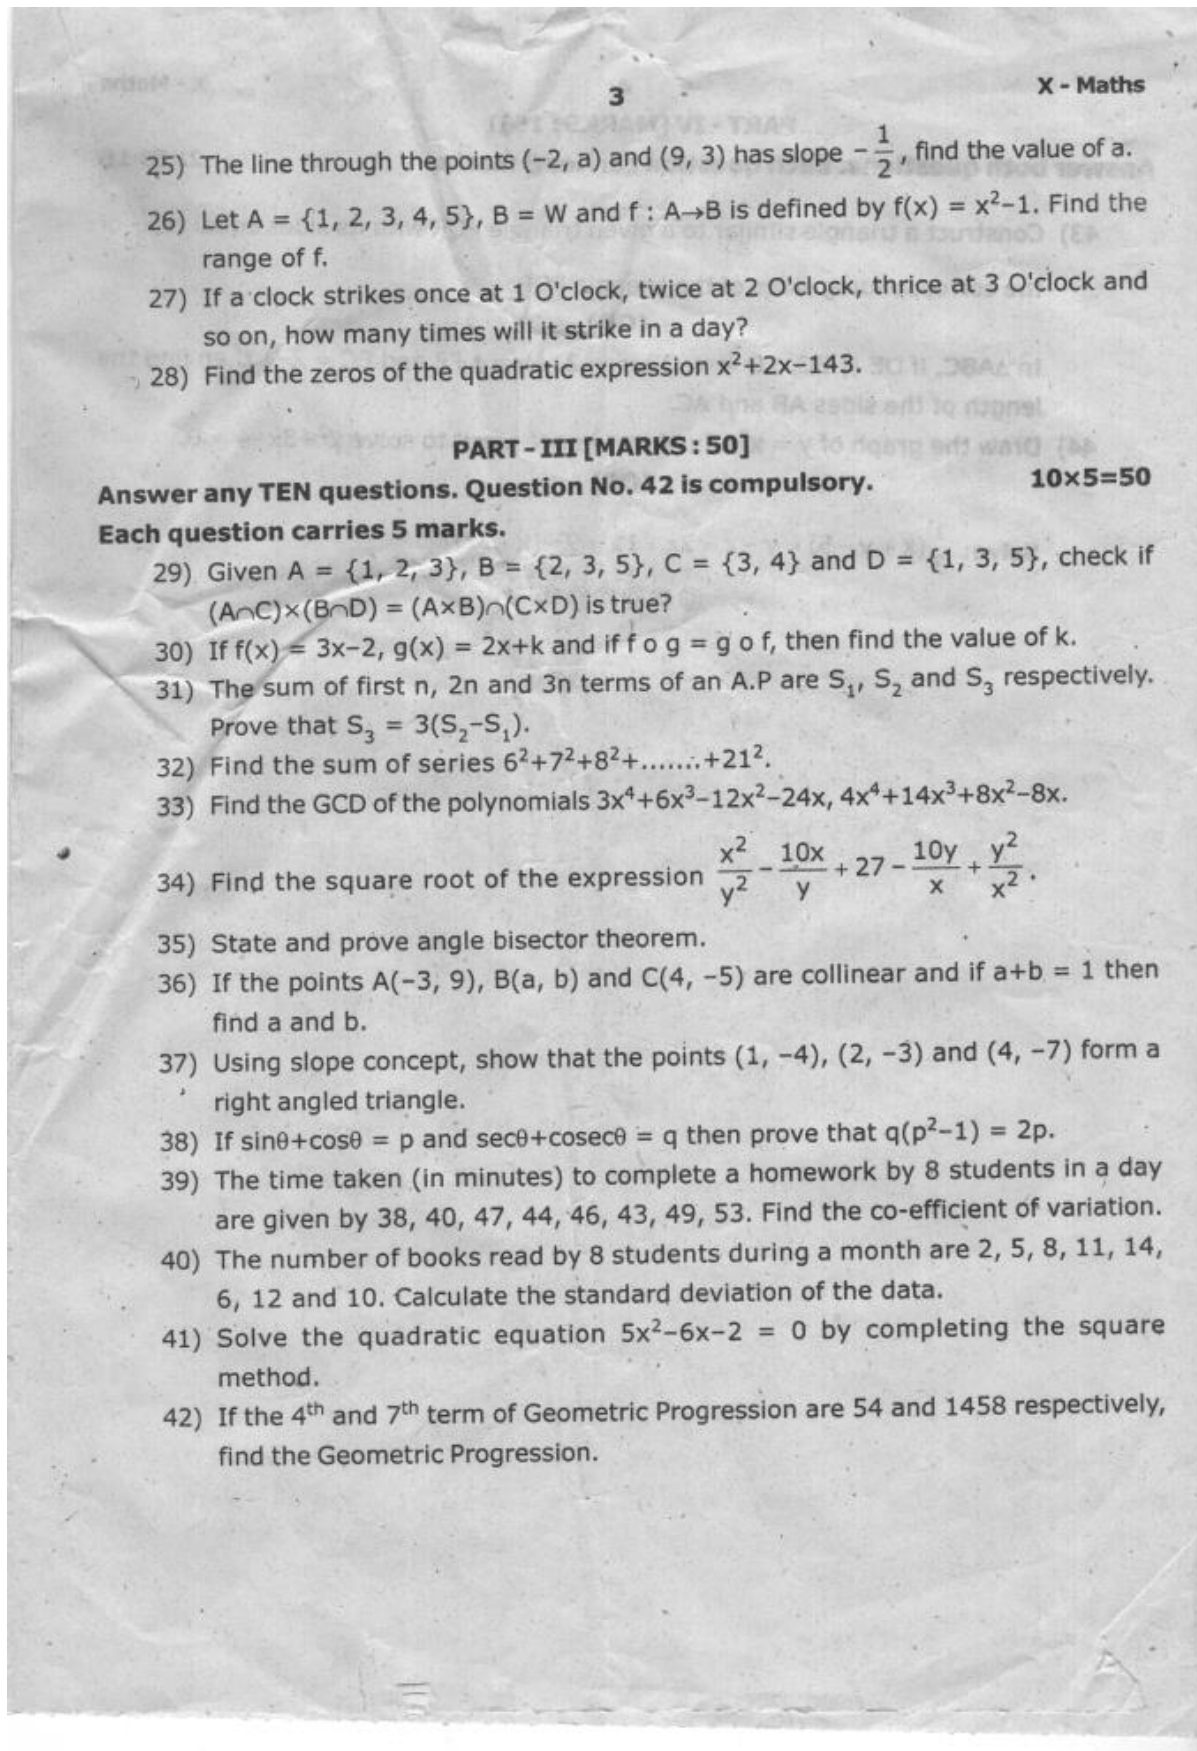 X - Maths
3
25) The line through the points (−2, a) and (9, 3) has slope −1/2, find the value of a.
26) Let A = {1, 2, 3, 4, 5}, B = W and f : A→B is defined by f(x) = x²−1. Find the
range of f.
27) If a clock strikes once at 1 O'clock, twice at 2 O'clock, thrice at 3 O'clock and
so on, how many times will it strike in a day?
28) Find the zeros of the quadratic expression x²+2x−143.
PART - III [MARKS : 50]
Answer any TEN questions. Question No. 42 is compulsory. 10×5=50
Each question carries 5 marks.
29) Given A = {1, 2, 3}, B = {2, 3, 5}, C = {3, 4} and D = {1, 3, 5}, check if
(A∩C)×(B∩D) = (A×B)∩(C×D) is true?
30) If f(x) = 3x−2, g(x) = 2x+k and if f o g = g o f, then find the value of k.
31) The sum of first n, 2n and 3n terms of an A.P are S₁, S₂ and S₃ respectively.
Prove that S₃ = 3(S₂−S₁).
32) Find the sum of series 6²+7²+8²+.......+21².
33) Find the GCD of the polynomials 3x⁴+6x³−12x²−24x, 4x⁴+14x³+8x²−8x.
34) Find the square root of the expression x²/y² − 10x/y + 27 − 10y/x + y²/x².
35) State and prove angle bisector theorem.
36) If the points A(−3, 9), B(a, b) and C(4, −5) are collinear and if a+b = 1 then
find a and b.
37) Using slope concept, show that the points (1, −4), (2, −3) and (4, −7) form a
right angled triangle.
38) If sinθ+cosθ = p and secθ+cosecθ = q then prove that q(p²−1) = 2p.
39) The time taken (in minutes) to complete a homework by 8 students in a day
are given by 38, 40, 47, 44, 46, 43, 49, 53. Find the co-efficient of variation.
40) The number of books read by 8 students during a month are 2, 5, 8, 11, 14,
6, 12 and 10. Calculate the standard deviation of the data.
41) Solve the quadratic equation 5x²−6x−2 = 0 by completing the square
method.
42) If the 4th and 7th term of Geometric Progression are 54 and 1458 respectively,
find the Geometric Progression.